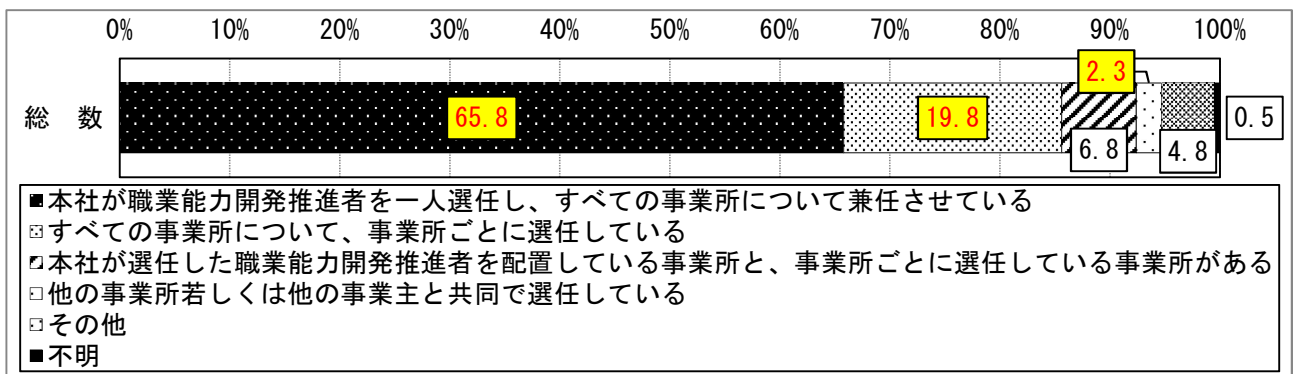 0% 10% 20% 30% 40% 50% 60% 70% 80% 90% 100%
2.3
総 数 65.8 19.8 0.5
6.8 4.8
■本社が職業能力開発推進者を一人選任し、すべての事業所について兼任させている
すべての事業所について、事業所ごとに選任している
本社が選任した職業能力開発推進者を配置している事業所と、事業所ごとに選任している事業所がある
他の事業所若しくは他の事業主と共同で選任している
その他
■不明